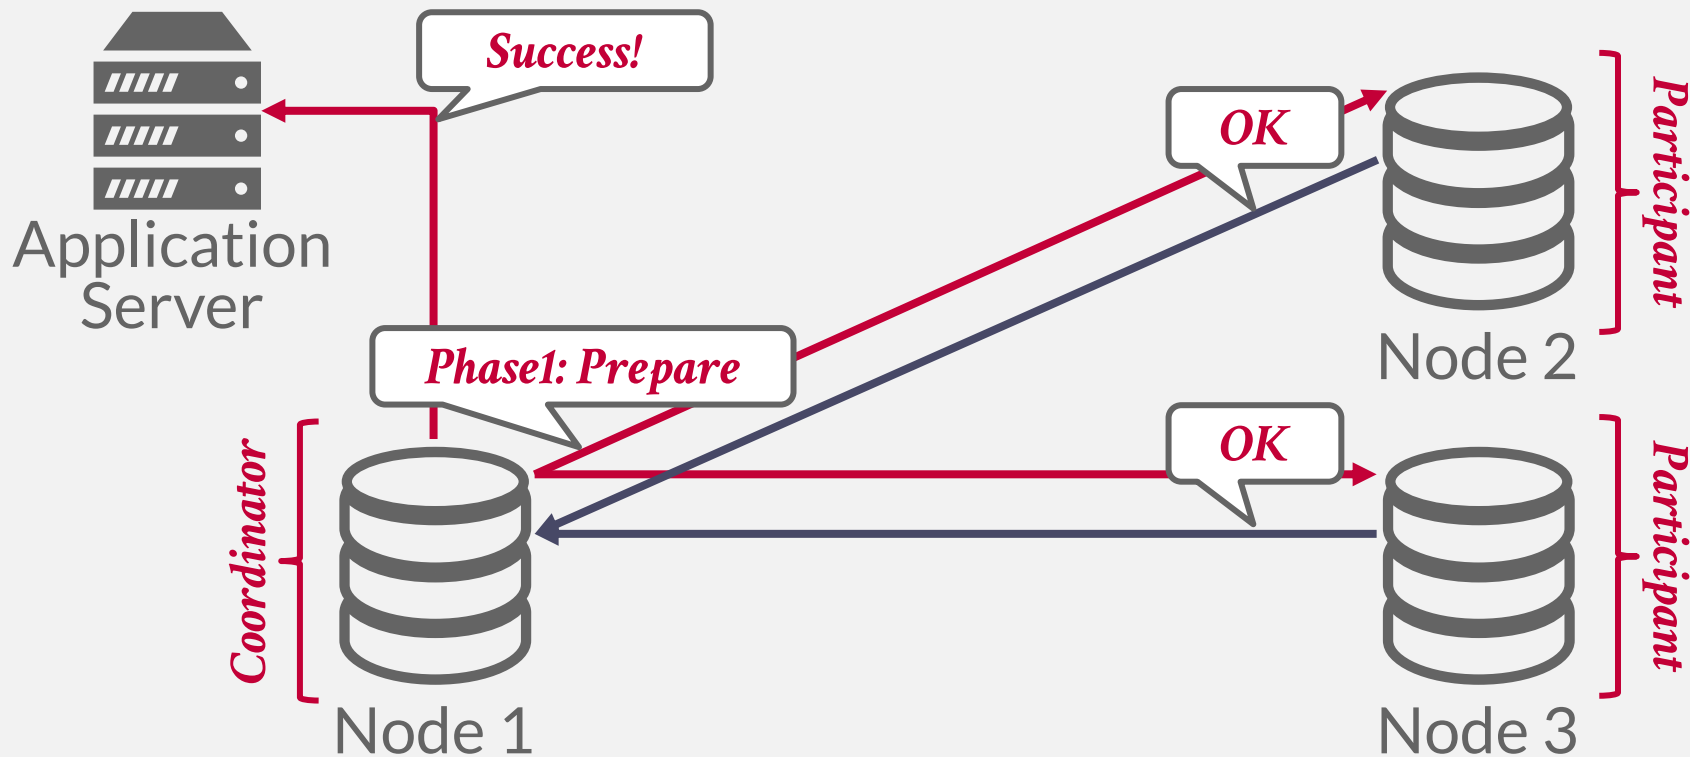 Success!
OK
Participant
Application
Server
Node 2
Phase1: Prepare
OK
Coordinator
Participant
Node 1
Node 3